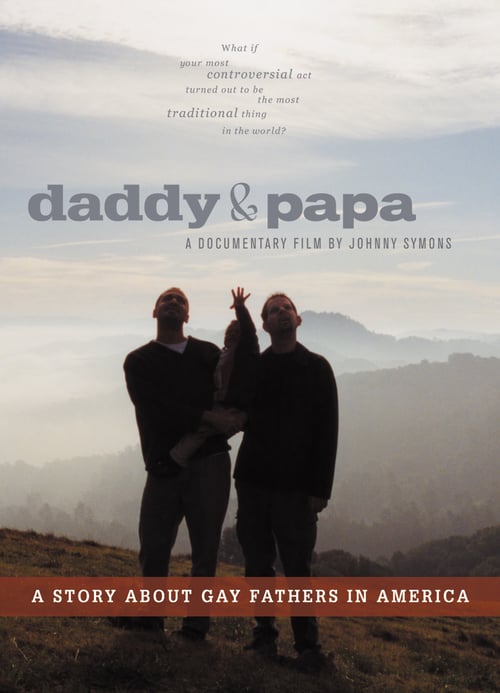 What if
your most
controversial act
turned out to be
the most
traditional thing
in the world?
daddy & papa
A DOCUMENTARY FILM BY JOHNNY SYMONS
A STORY ABOUT GAY FATHERS IN AMERICA